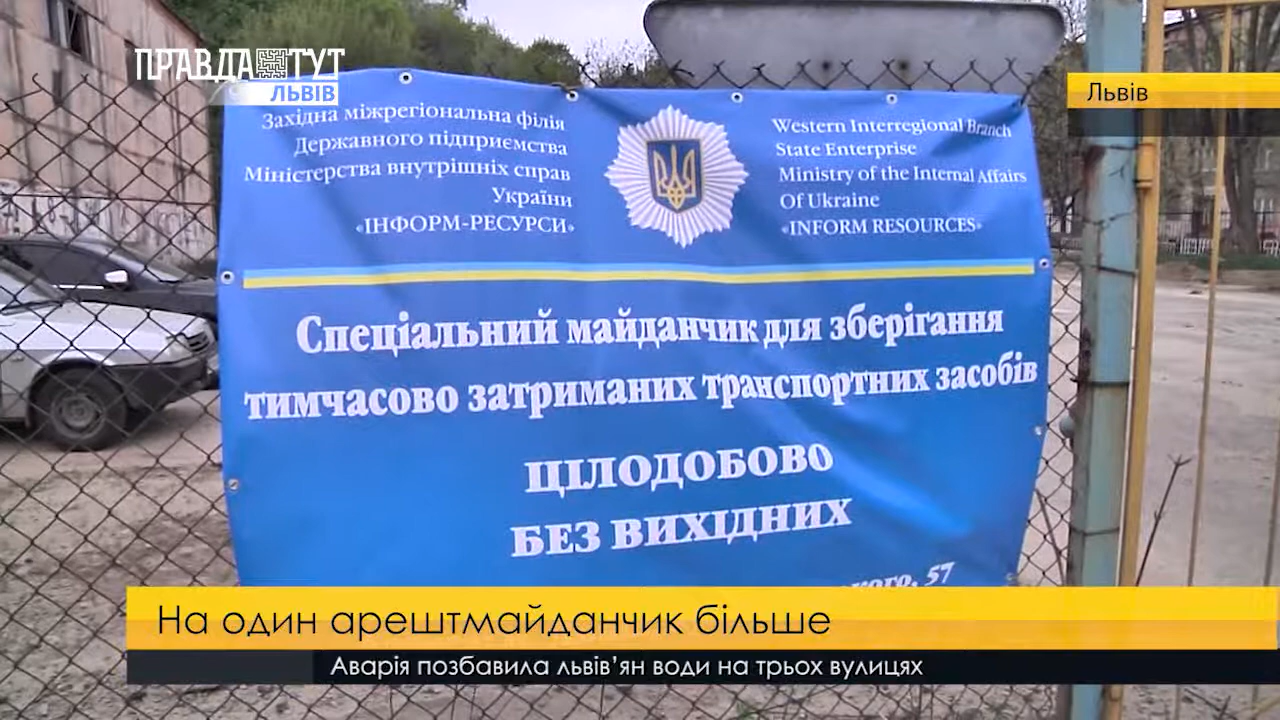 ПРАВДА ТУТ
ЛЬВІВ
Львів
Західна міжрегіональна філія
Державного підприємства
Міністерства внутрішніх справ
України
«ІНФОРМ-РЕСУРСИ»
Western Interregional Branch
State Enterprise
Ministry of the Internal Affairs
Of Ukraine
«INFORM RESOURCES»
Спеціальний майданчик для зберігання
тимчасово затриманих транспортних засобів
ЦІЛОДОБОВО
БЕЗ ВИХІДНИХ
57
На один арештмайданчик більше
Аварія позбавила львів’ян води на трьох вулицях